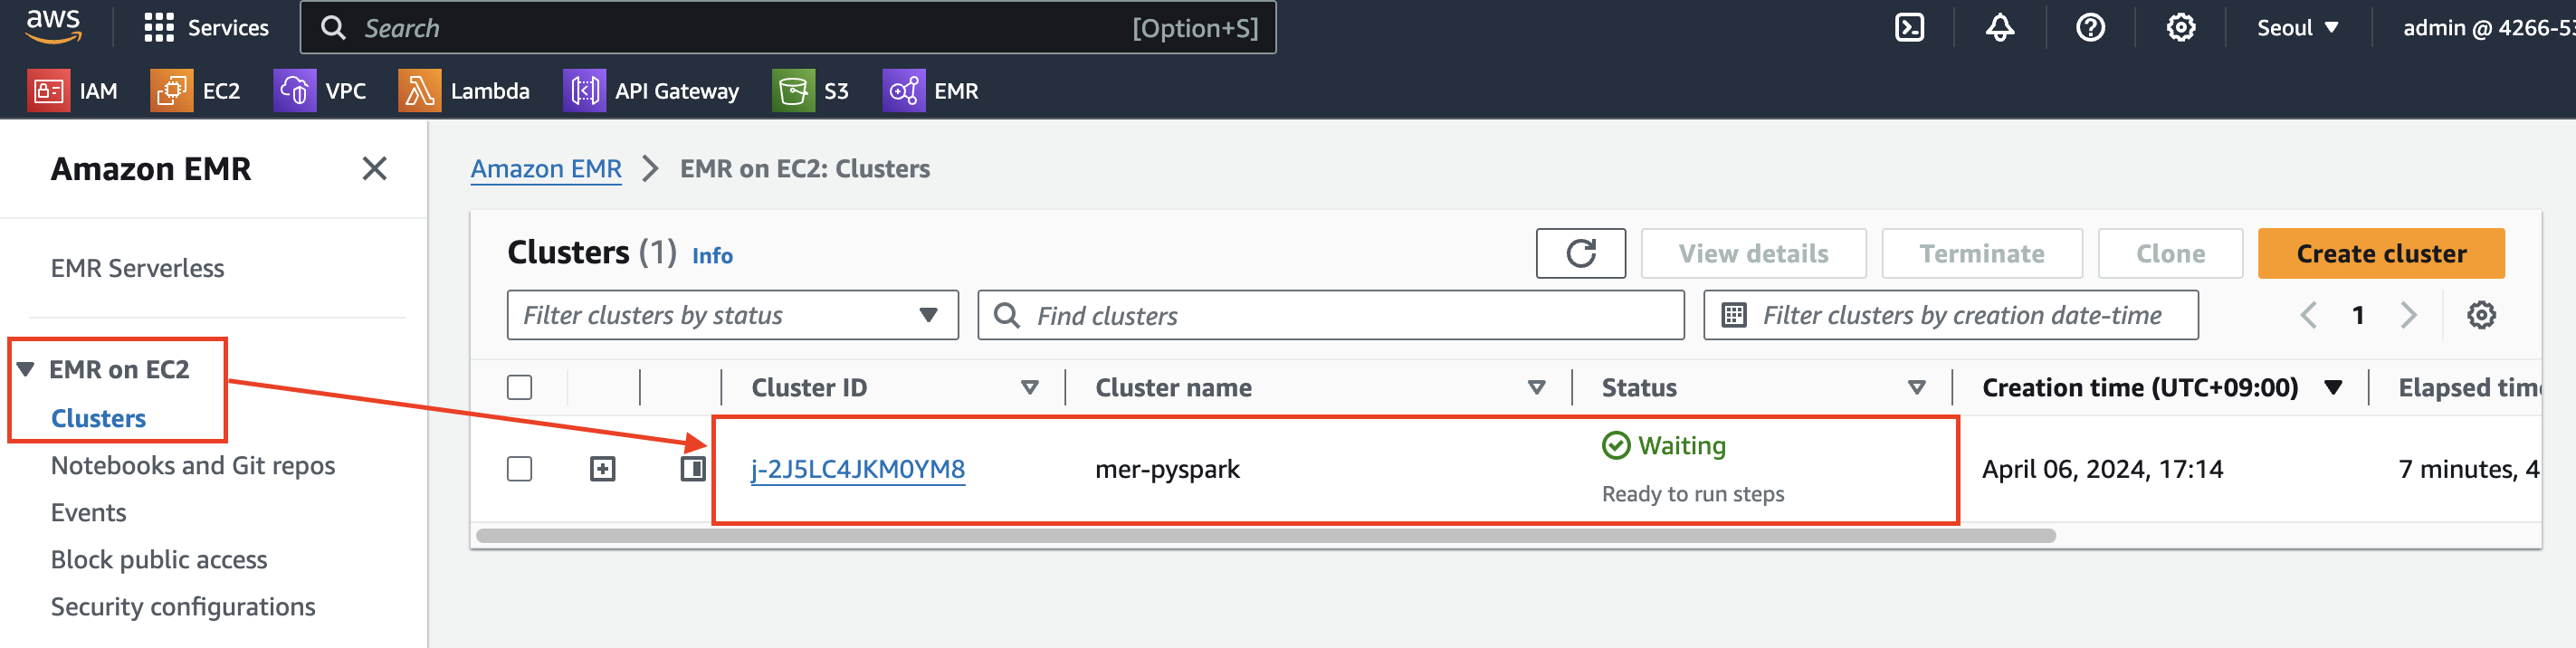 aws
Services
Search
[Option+S]
Seoul
admin @ 4266-53
IAM
EC2
VPC
Lambda
API Gateway
S3
EMR
Amazon EMR
EMR Serverless
EMR on EC2
Clusters
Notebooks and Git repos
Events
Block public access
Security configurations
Amazon EMR
EMR on EC2: Clusters
Clusters (1) Info
View details
Terminate
Clone
Create cluster
Filter clusters by status
Find clusters
Filter clusters by creation date-time
1
Cluster ID
Cluster name
Status
Creation time (UTC+09:00)
Elapsed tim
j-2J5LC4JKM0YM8
mer-pyspark
Waiting
Ready to run steps
April 06, 2024, 17:14
7 minutes, 4